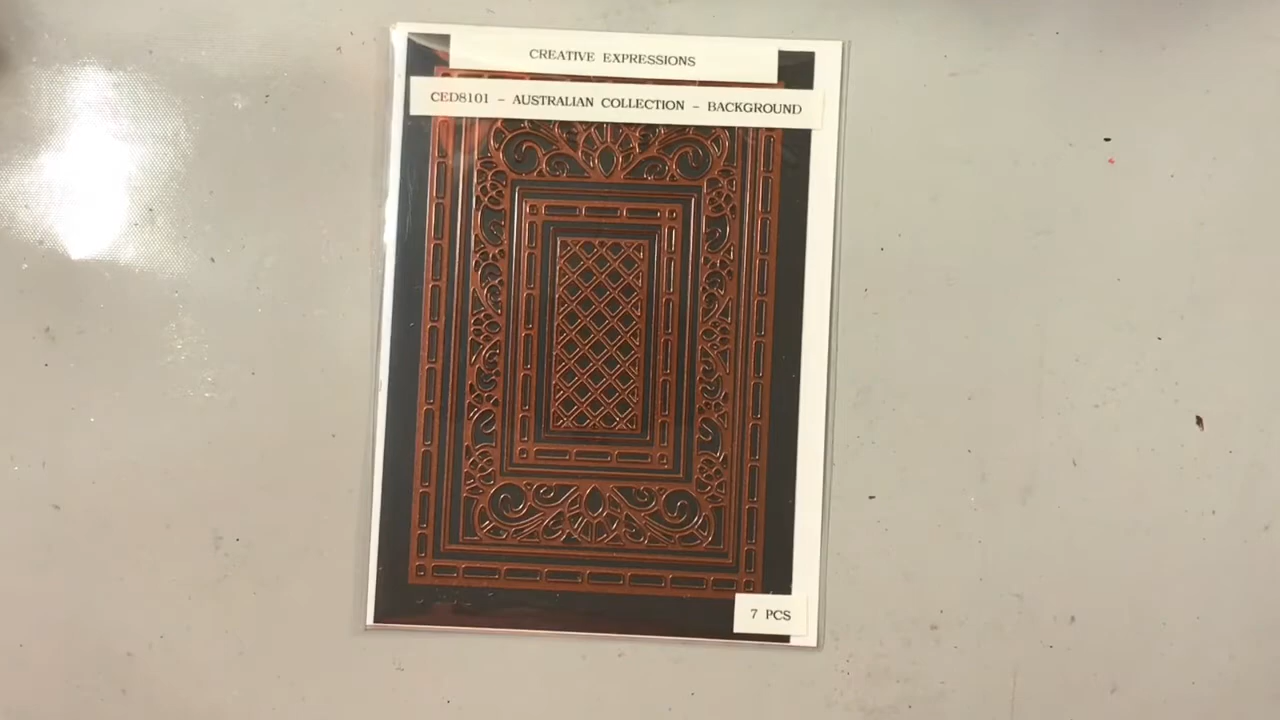 CREATIVE EXPRESSIONS
CED8101 – AUSTRALIAN COLLECTION – BACKGROUND
7 PCS